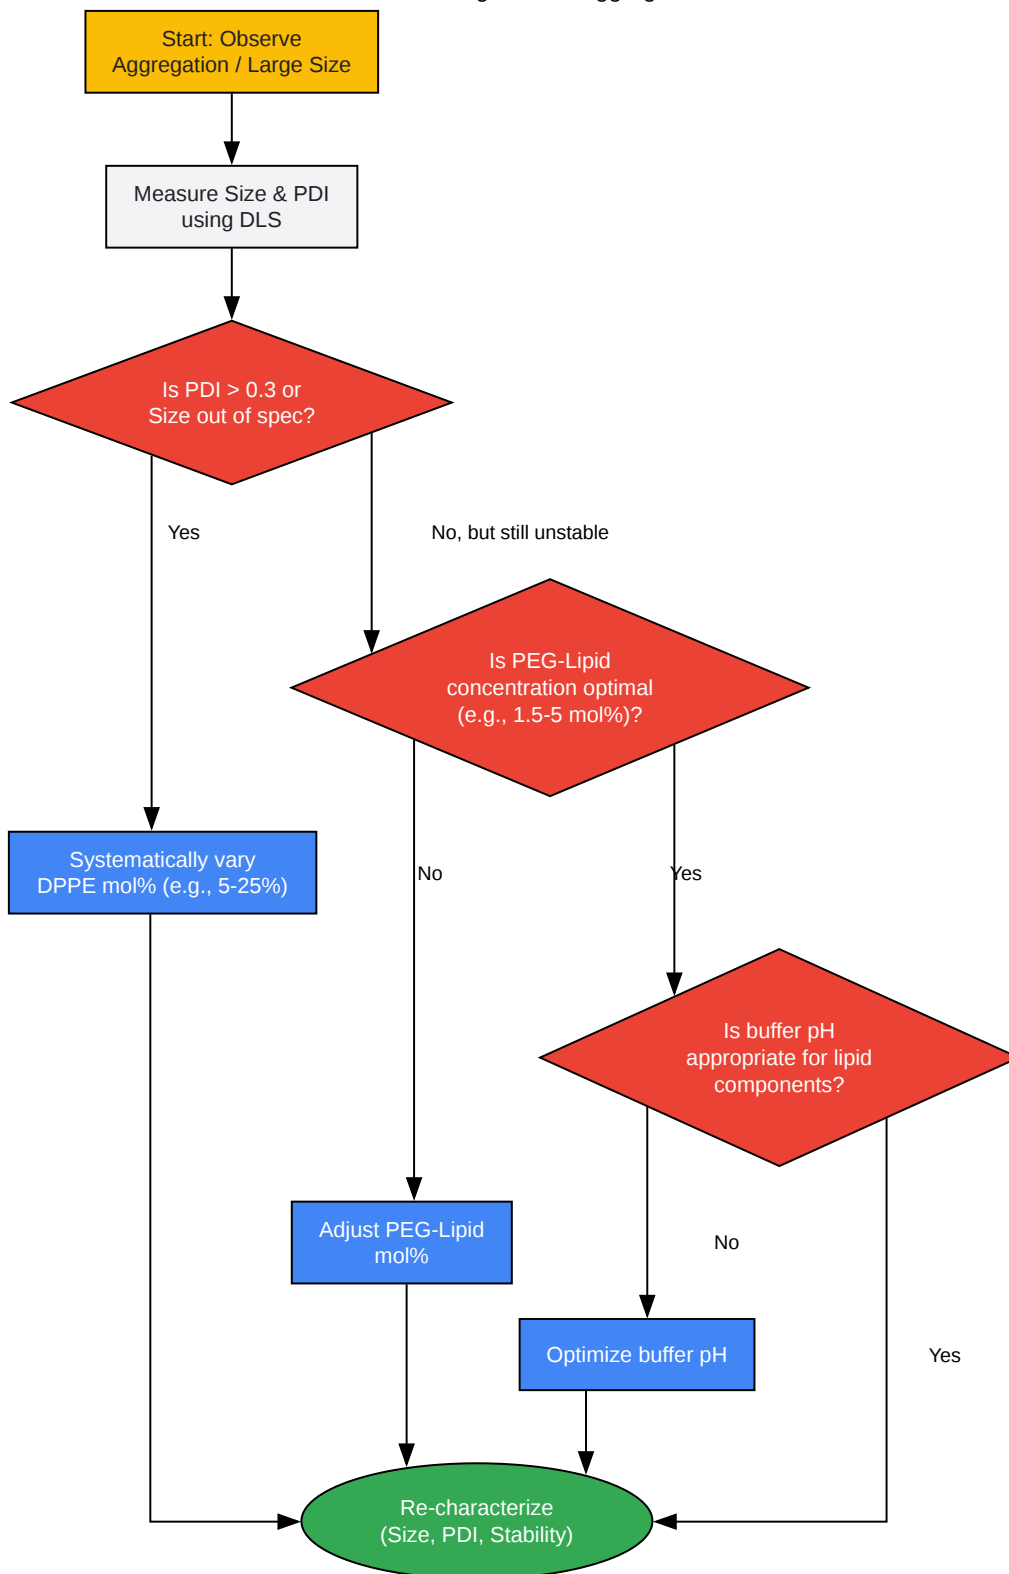 Start: Observe
Aggregation / Large Size
Measure Size & PDI
using DLS
Is PDI > 0.3 or
Size out of spec?
Yes
No, but still unstable
Is PEG-Lipid
concentration optimal
(e.g., 1.5-5 mol%)?
Systematically vary
DPPE mol% (e.g., 5-25%)
No
Yes
Is buffer pH
appropriate for lipid
components?
Adjust PEG-Lipid
mol%
No
Optimize buffer pH
Yes
Re-characterize
(Size, PDI, Stability)